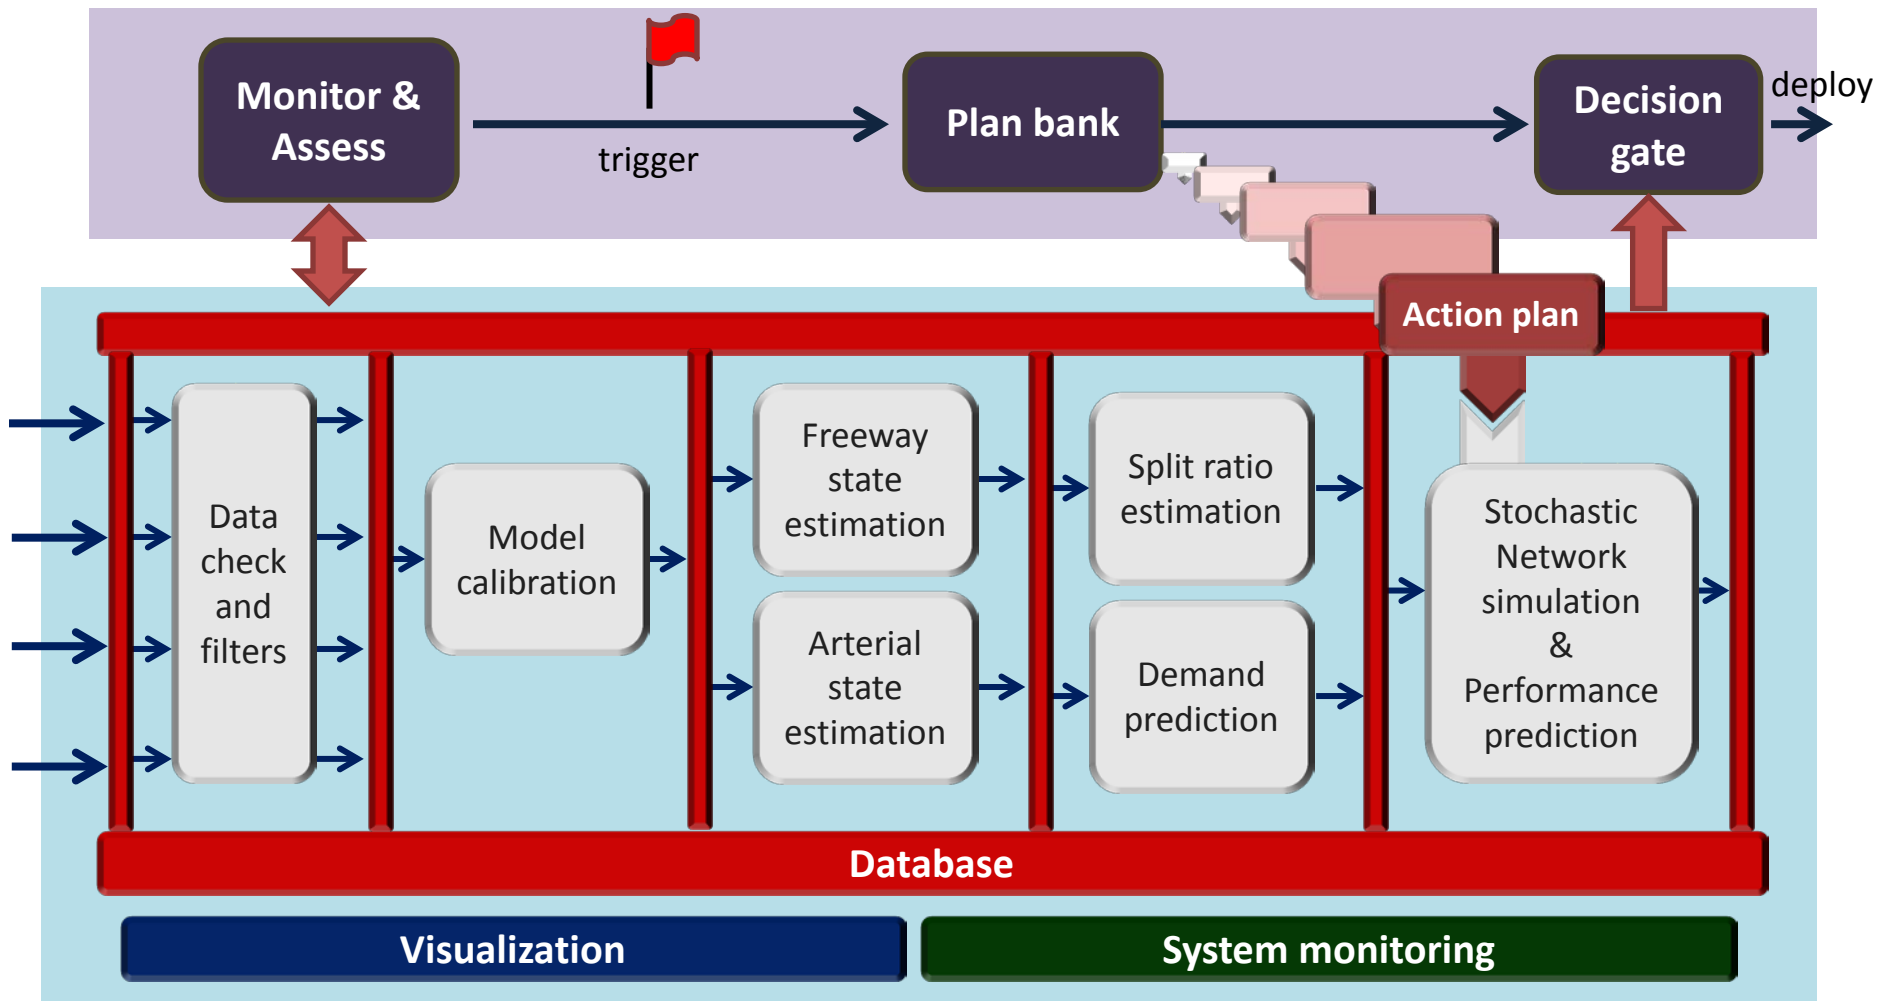 Monitor &
Assess
trigger
Plan bank
Decision
gate
deploy
Action plan
Data
check
and
filters
Model
calibration
Freeway
state
estimation
Arterial
state
estimation
Split ratio
estimation
Demand
prediction
Stochastic
Network
simulation
&
Performance
prediction
Database
Visualization
System monitoring